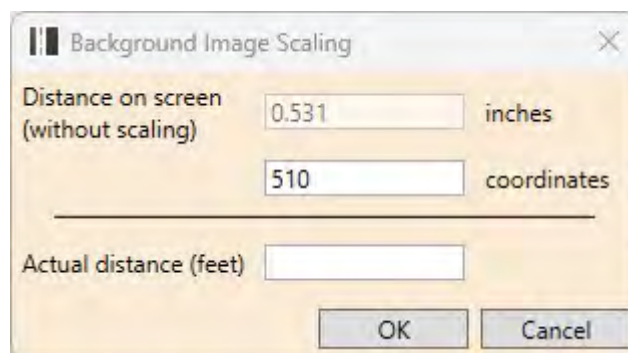 Background Image Scaling
Distance on screen
(without scaling)
0.531
inches
510
coordinates
Actual distance (feet)
OK
Cancel